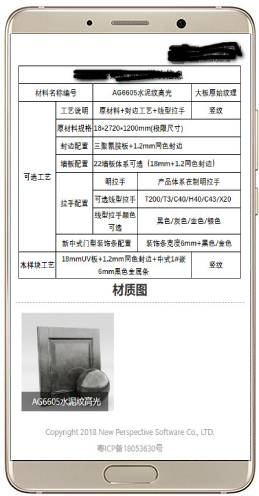 材料名称编号 AG6605水泥纹高光 大板原始纹理
可选工艺 工艺说明 原材料+封边工艺+线型拉手 竖纹
原材料规格 18×2720×1200mm(极限尺寸)
封边配置 三聚氰胺板+1.2mm同色封边
墙板配置 22墙板体系可选（18mm+1.2同色封边）
拉手配置 明拉手 产品体系在制明拉手
可选线型拉手 T200/T3/C40/H40/C43/X20
线型拉手颜色
可选 黑色/灰色/金色/银色
新中式门型装饰条配置 装饰条宽度6mm+黑色/金色
木样块工艺 18mmUV板+1.2mm同色封边+中式1#嵌
6mm黑色金属条 竖纹
材质图
AG6605水泥纹高光
Copyright 2018 New Perspective Software Co., LTD.
粤ICP备18053630号